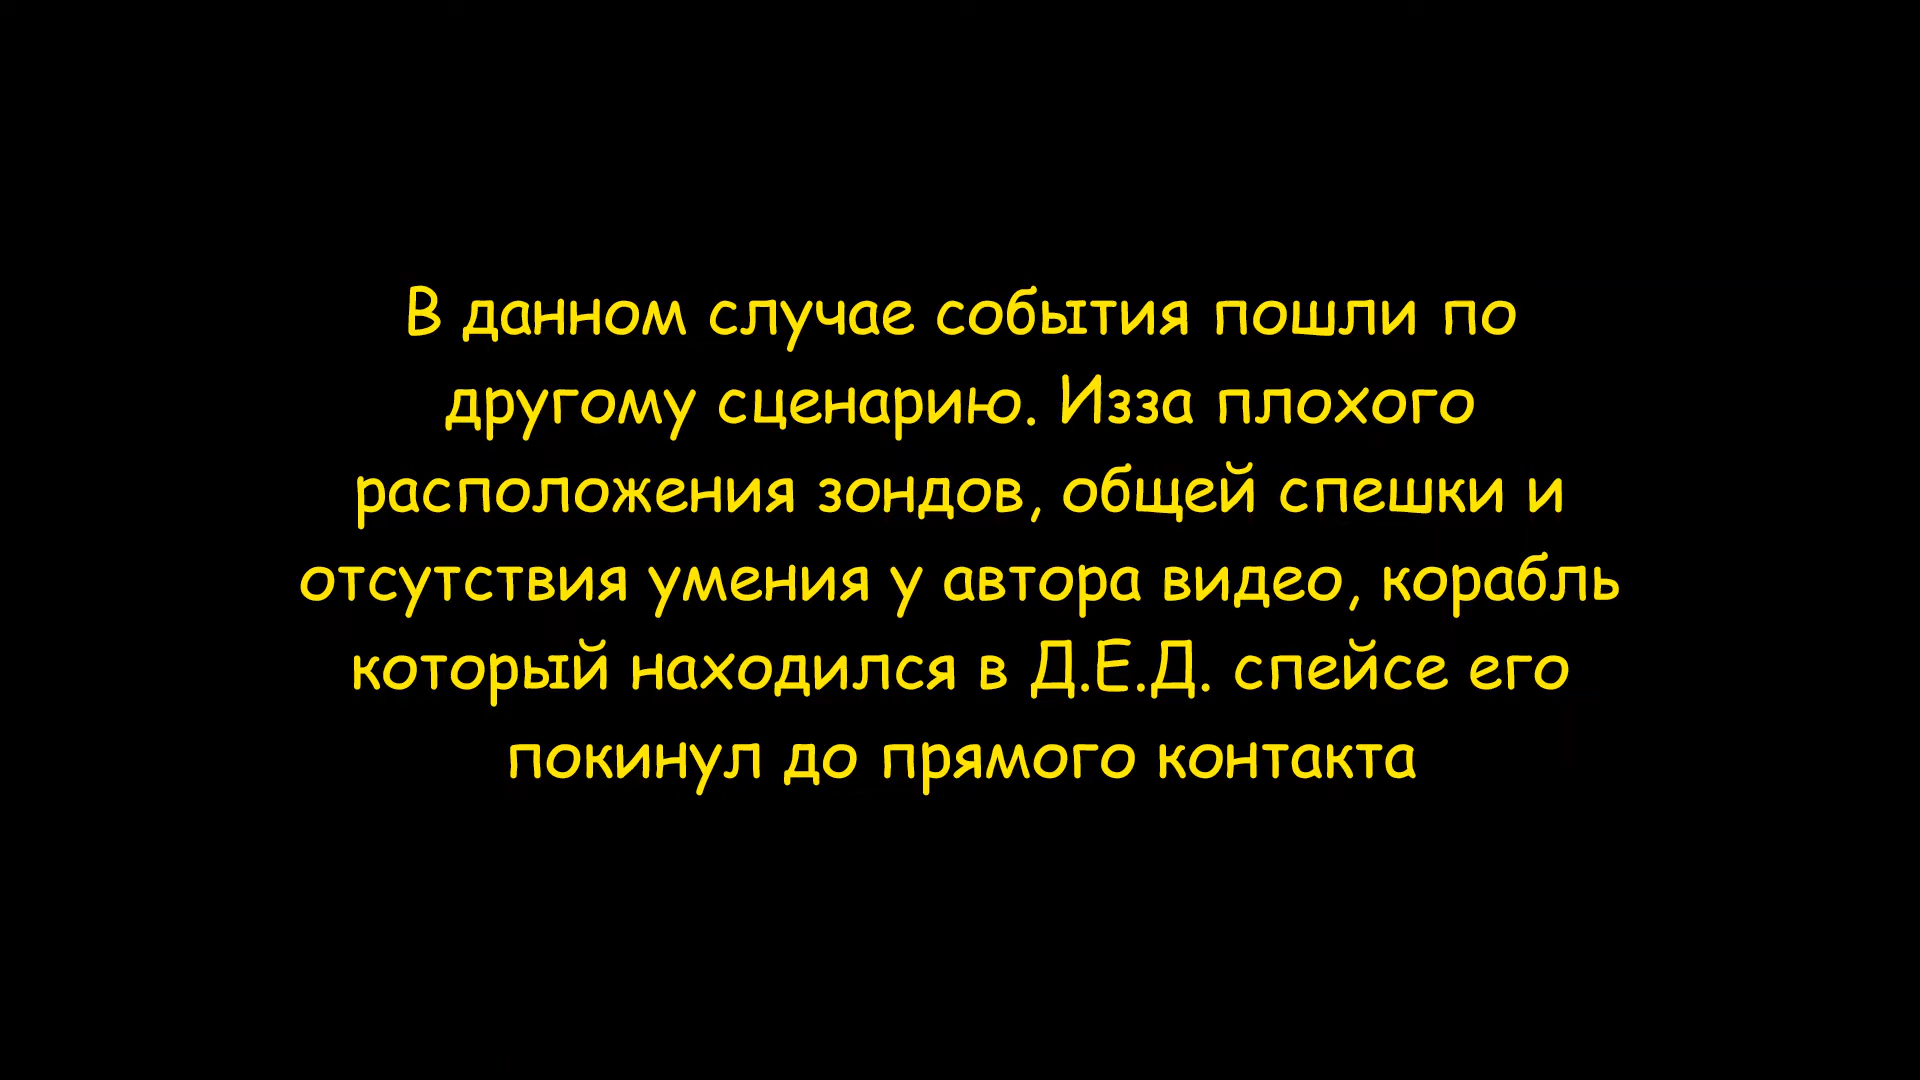 В данном случае события пошли по
другому сценарию. Изза плохого
расположения зондов, общей спешки и
отсутствия умения у автора видео, корабль
который находился в Д.Е.Д. спейсе его
покинул до прямого контакта